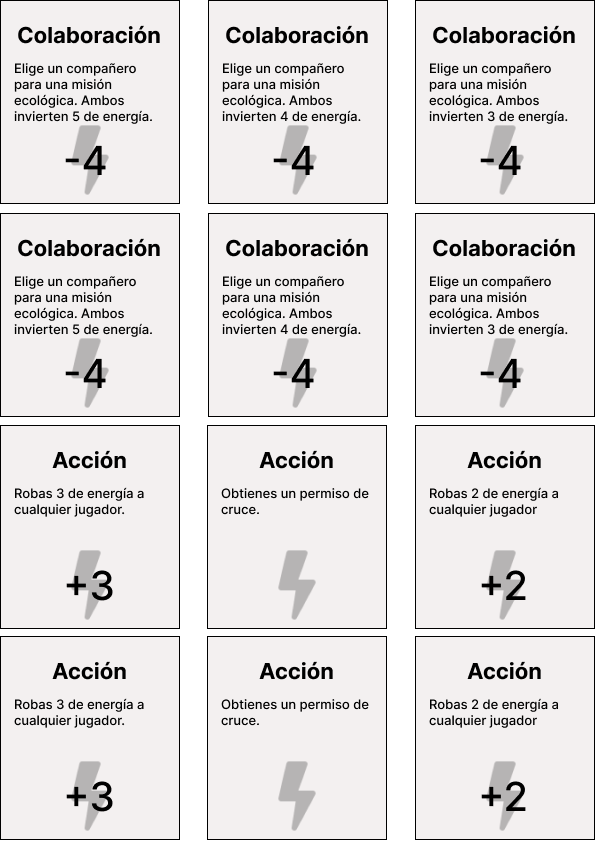 Colaboración
Elige un compañero
para una misión
ecológica. Ambos
invierten 5 de energía.
-4
Colaboración
Elige un compañero
para una misión
ecológica. Ambos
invierten 4 de energía.
-4
Colaboración
Elige un compañero
para una misión
ecológica. Ambos
invierten 3 de energía.
-4
Colaboración
Elige un compañero
para una misión
ecológica. Ambos
invierten 5 de energía.
-4
Colaboración
Elige un compañero
para una misión
ecológica. Ambos
invierten 4 de energía.
-4
Colaboración
Elige un compañero
para una misión
ecológica. Ambos
invierten 3 de energía.
-4
Acción
Robas 3 de energía a
cualquier jugador.
+3
Acción
Obtienes un permiso de
cruce.
Acción
Robas 2 de energía a
cualquier jugador
+2
Acción
Robas 3 de energía a
cualquier jugador.
+3
Acción
Obtienes un permiso de
cruce.
Acción
Robas 2 de energía a
cualquier jugador
+2